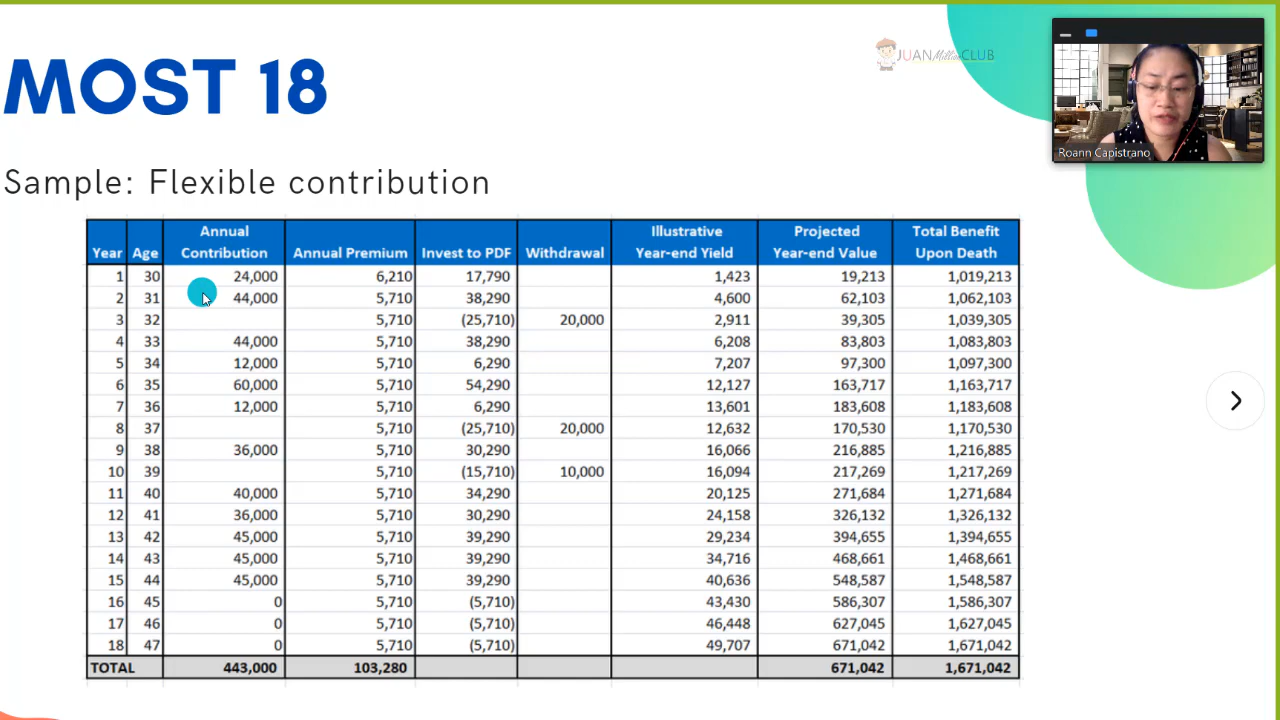 JUAN Million CLUB
Roann Capistrano
MOST 18
Sample: Flexible contribution
Year Age Annual Contribution Annual Premium Invest to PDF Withdrawal Illustrative Year-end Yield Projected Year-end Value Total Benefit Upon Death
1 30 24,000 6,210 17,790 1,423 19,213 1,019,213
2 31 44,000 5,710 38,290 4,600 62,103 1,062,103
3 32 5,710 (25,710) 20,000 2,911 39,305 1,039,305
4 33 44,000 5,710 38,290 6,208 83,803 1,083,803
5 34 12,000 5,710 6,290 7,207 97,300 1,097,300
6 35 60,000 5,710 54,290 12,127 163,717 1,163,717
7 36 12,000 5,710 6,290 13,601 183,608 1,183,608
8 37 5,710 (25,710) 20,000 12,632 170,530 1,170,530
9 38 36,000 5,710 30,290 16,066 216,885 1,216,885
10 39 5,710 (15,710) 10,000 16,094 217,269 1,217,269
11 40 40,000 5,710 34,290 20,125 271,684 1,271,684
12 41 36,000 5,710 30,290 24,158 326,132 1,326,132
13 42 45,000 5,710 39,290 29,234 394,655 1,394,655
14 43 45,000 5,710 39,290 34,716 468,661 1,468,661
15 44 45,000 5,710 39,290 40,636 548,587 1,548,587
16 45 0 5,710 (5,710) 43,430 586,307 1,586,307
17 46 0 5,710 (5,710) 46,448 627,045 1,627,045
18 47 0 5,710 (5,710) 49,707 671,042 1,671,042
TOTAL 443,000 103,280 671,042 1,671,042